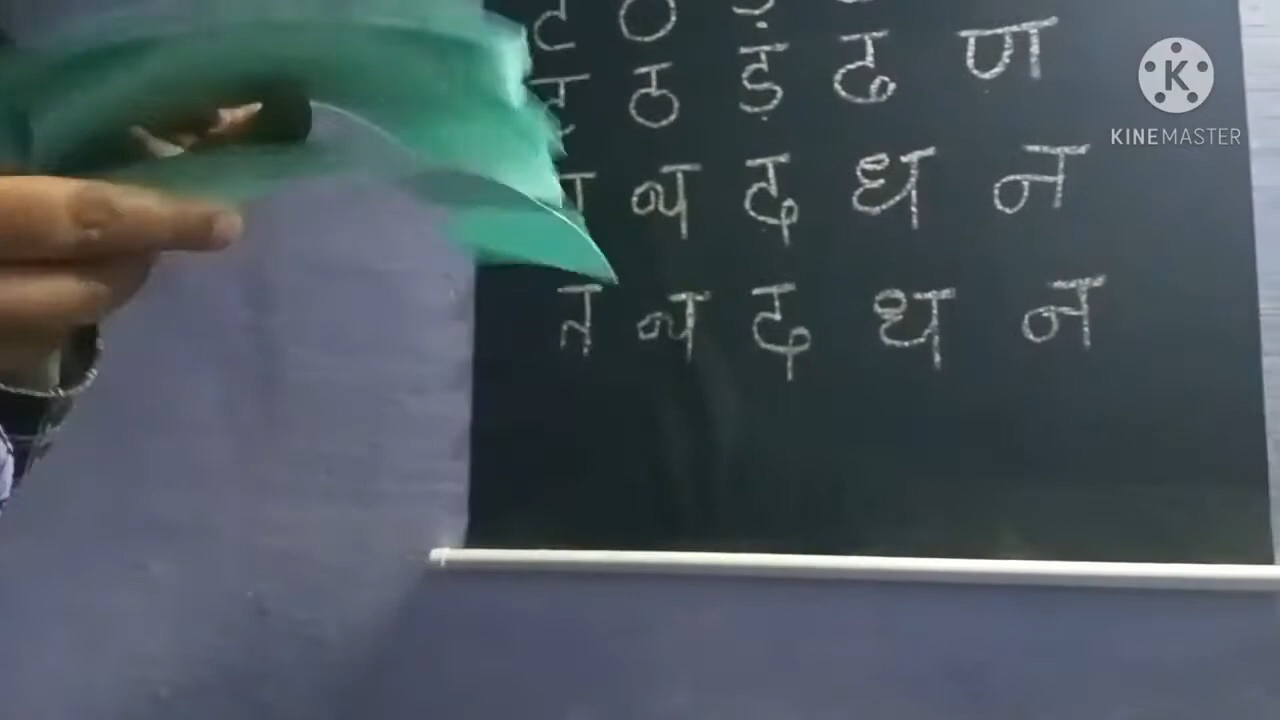 ट ठ ड़
ट ठ ड़ ढ ण
त थ द ध न
त थ द ध न
KINEMASTER